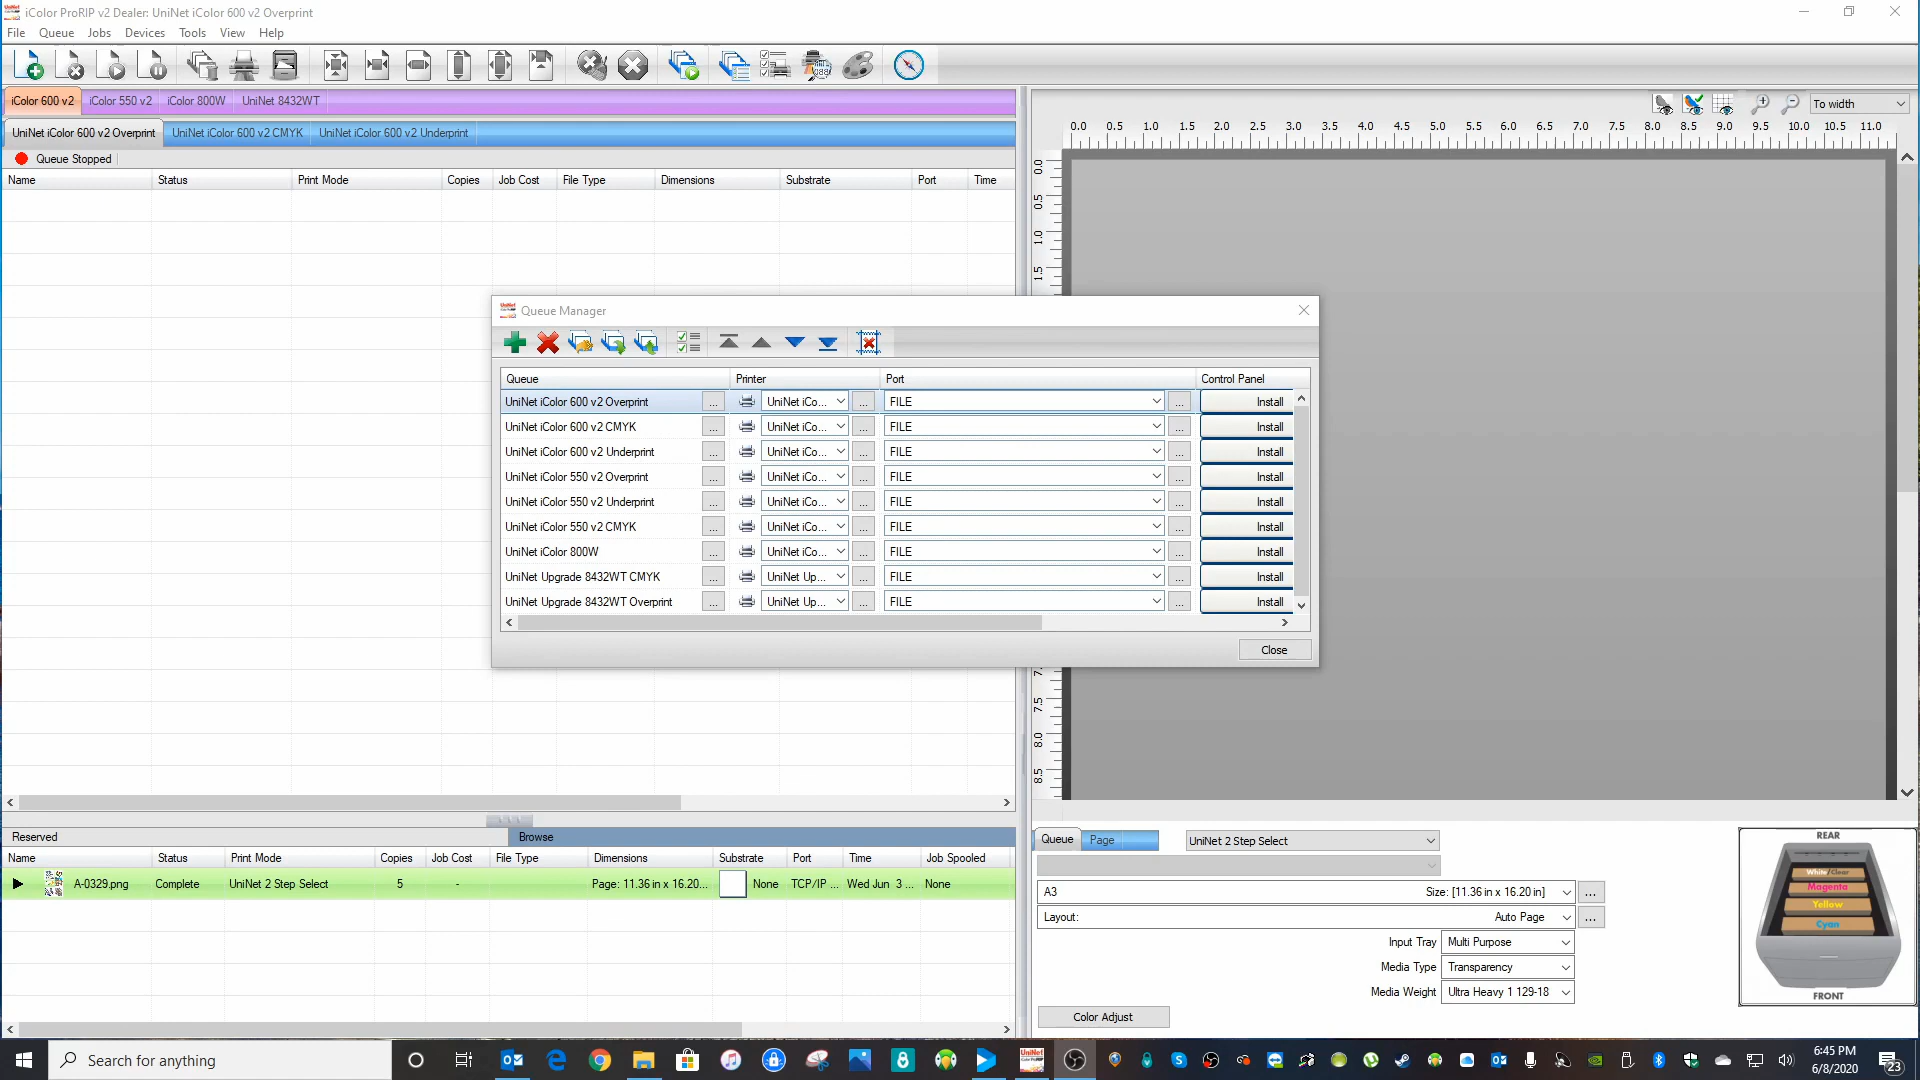 iColor ProRIP v2 Dealer: UniNet iColor 600 v2 Overprint
File Queue Jobs Devices Tools View Help
iColor 600 v2 iColor 550 v2 iColor 800W UniNet 8432WT
UniNet iColor 600 v2 Overprint UniNet iColor 600 v2 CMYK UniNet iColor 600 v2 Underprint
Queue Stopped
Name Status Print Mode Copies Job Cost File Type Dimensions Substrate Port Time
To width
0.0 0.5 1.0 1.5 2.0 2.5 3.0 3.5 4.0 4.5 5.0 5.5 6.0 6.5 7.0 7.5 8.0 8.5 9.0 9.5 10.0 10.5 11.0
0.0
0.5
1.0
1.5
7.5
8.0
8.5
Queue Manager
Queue Printer Port Control Panel
UniNet iColor 600 v2 Overprint ... UniNet iCo... ... FILE ... Install
UniNet iColor 600 v2 CMYK ... UniNet iCo... ... FILE ... Install
UniNet iColor 600 v2 Underprint ... UniNet iCo... ... FILE ... Install
UniNet iColor 550 v2 Overprint ... UniNet iCo... ... FILE ... Install
UniNet iColor 550 v2 Underprint ... UniNet iCo... ... FILE ... Install
UniNet iColor 550 v2 CMYK ... UniNet iCo... ... FILE ... Install
UniNet iColor 800W ... UniNet iCo... ... FILE ... Install
UniNet Upgrade 8432WT CMYK ... UniNet Up... ... FILE ... Install
UniNet Upgrade 8432WT Overprint ... UniNet Up... ... FILE ... Install
Close
Reserved Browse
Name Status Print Mode Copies Job Cost File Type Dimensions Substrate Port Time Job Spooled
A-0329.png Complete UniNet 2 Step Select 5 - Page: 11.36 in x 16.20... None TCP/IP ... Wed Jun 3 ... None
Queue Page UniNet 2 Step Select
A3 Size: [11.36 in x 16.20 in] ...
Layout: Auto Page ...
Input Tray Multi Purpose
Media Type Transparency
Media Weight Ultra Heavy 1 129-18
Color Adjust
REAR
White/Clear
Magenta
Yellow
Cyan
FRONT
Search for anything
6:45 PM
6/8/2020
23